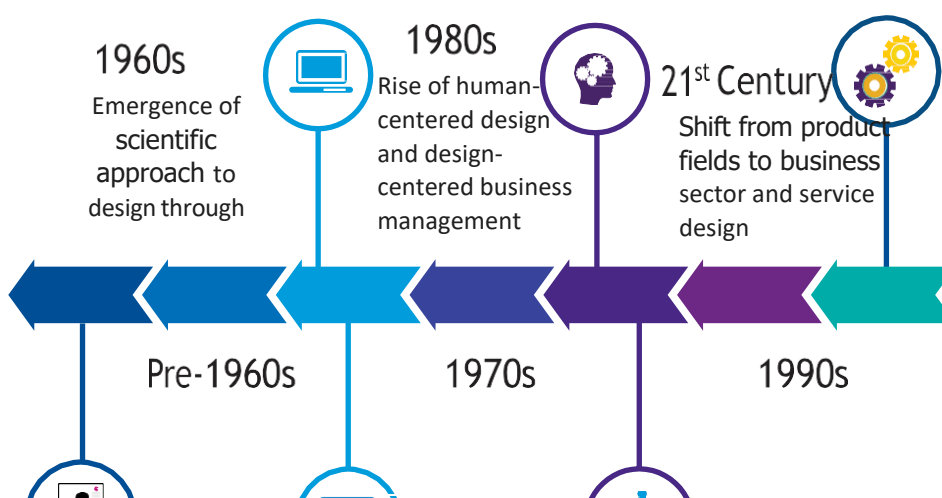 1960s
Emergence of
scientific
approach to
design through
1980s
Rise of human-
centered design
and design-
centered business
management
21st Century
Shift from product
fields to business
sector and service
design
Pre-1960s
1970s
1990s